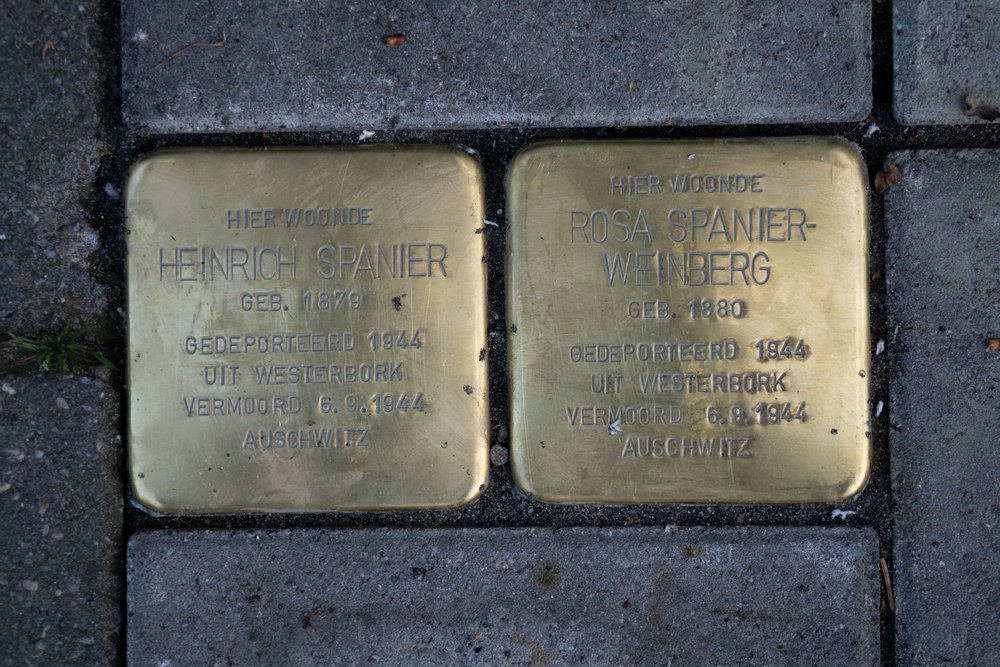 HIER WOONDE
HEINRICH SPANIER
GEB. 1879
GEDEPORTEERD 1944
UIT WESTERBORK
VERMOORD 6.9.1944
AUSCHWITZ
HIER WOONDE
ROSA SPANIER-
WEINBERG
GEB. 1880
GEDEPORTEERD 1944
UIT WESTERBORK
VERMOORD 6.9.1944
AUSCHWITZ